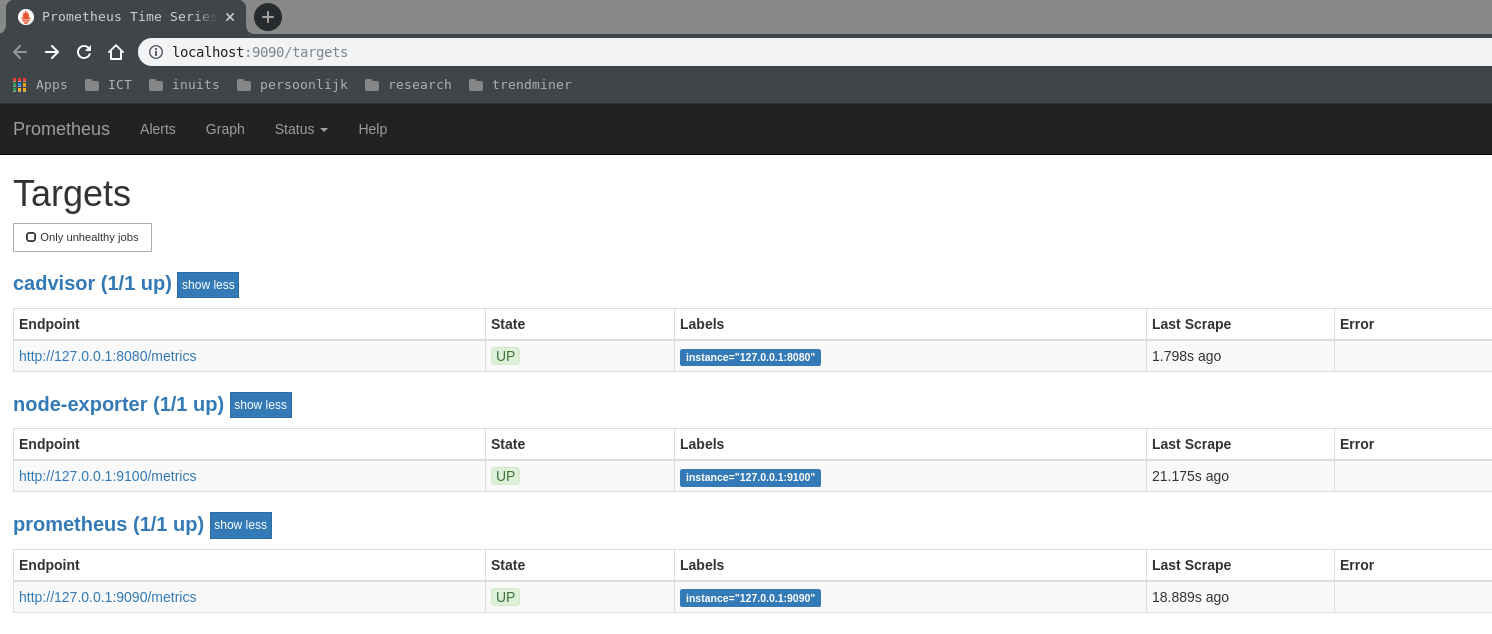 Prometheus Time Series
localhost:9090/targets
Apps ICT inuits persoonlijk research trendminer
Prometheus Alerts Graph Status Help
Targets
Only unhealthy jobs
cadvisor (1/1 up) show less
Endpoint State Labels Last Scrape Error
http://127.0.0.1:8080/metrics UP instance="127.0.0.1:8080" 1.798s ago
node-exporter (1/1 up) show less
Endpoint State Labels Last Scrape Error
http://127.0.0.1:9100/metrics UP instance="127.0.0.1:9100" 21.175s ago
prometheus (1/1 up) show less
Endpoint State Labels Last Scrape Error
http://127.0.0.1:9090/metrics UP instance="127.0.0.1:9090" 18.889s ago